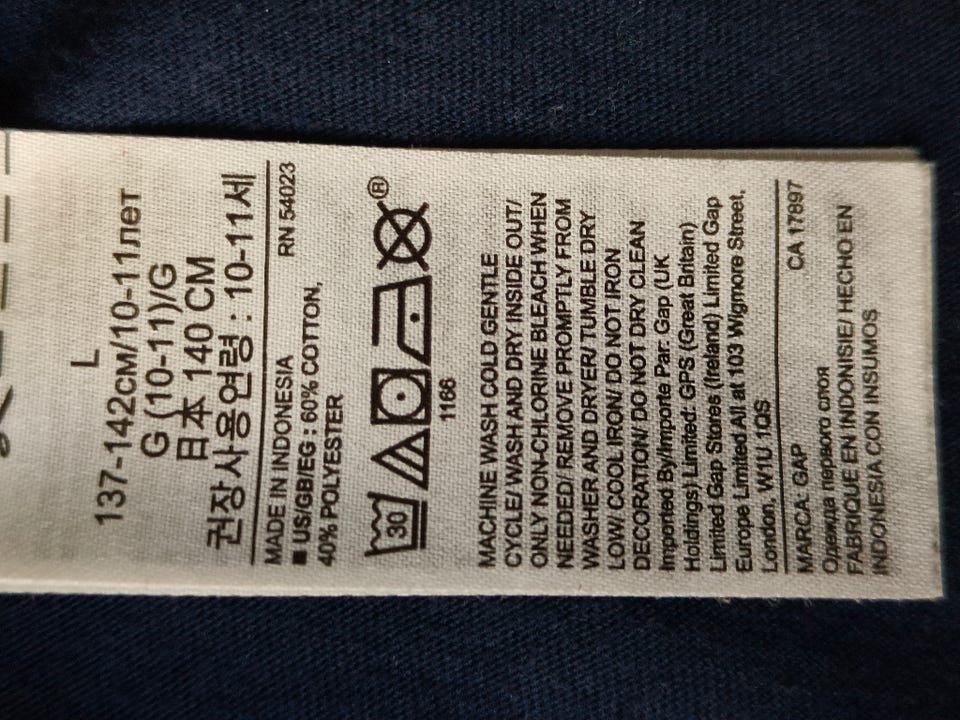 L
137-142СМ/10-11лет
G (10-11)/G
日本 140 CM
권장사용연령 : 10-11세
RN 54023
MADE IN INDONESIA
■ US/GB/EG : 60% COTTON,
40% POLYESTER
30
®
1166
MACHINE WASH COLD GENTLE
CYCLE/ WASH AND DRY INSIDE OUT/
ONLY NON-CHLORINE BLEACH WHEN
NEEDED/ REMOVE PROMPTLY FROM
WASHER AND DRYER/ TUMBLE DRY
LOW/ COOL IRON/ DO NOT IRON
DECORATION/ DO NOT DRY CLEAN
Imported By/Importe Par: Gap (UK
Holdings) Limited: GPS (Great Britain)
Limited Gap Stores (Ireland) Limited Gap
Europe Limited All at 103 Wigmore Street,
London, W1U 1QS
CA 17897
MARCA: GAP
Одежда первого слоя
FABRIQUE EN INDONISIE/ HECHO EN
INDONESIA CON INSUMOS